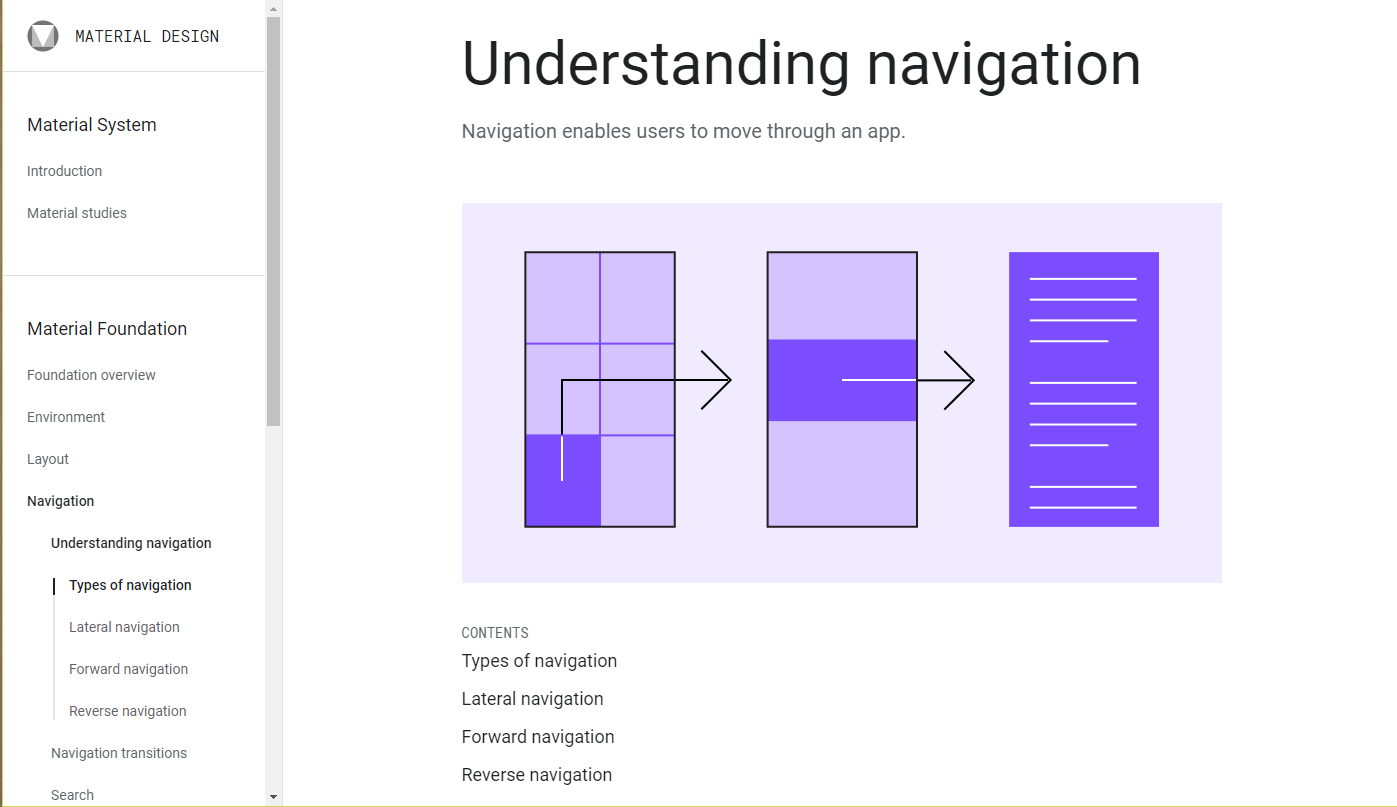 MATERIAL DESIGN
Material System
Introduction
Material studies
Material Foundation
Foundation overview
Environment
Layout
Navigation
Understanding navigation
Types of navigation
Lateral navigation
Forward navigation
Reverse navigation
Navigation transitions
Search
Understanding navigation
Navigation enables users to move through an app.
CONTENTS
Types of navigation
Lateral navigation
Forward navigation
Reverse navigation